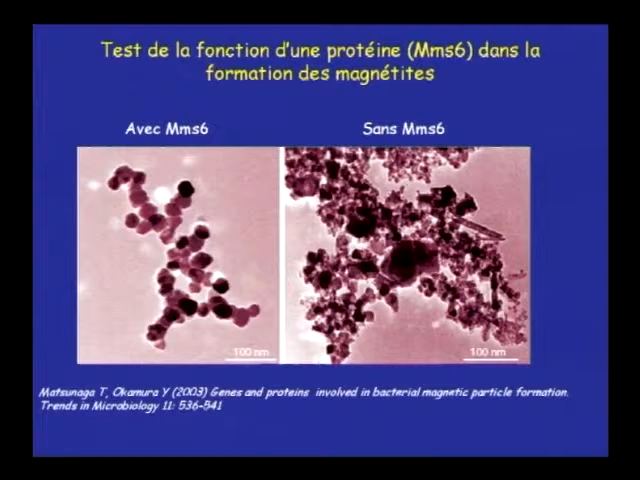 Test de la fonction d'une protéine (Mms6) dans la
formation des magnétites
Avec Mms6
Sans Mms6
100 nm
100 nm
Matsunaga T, Okamura Y (2003) Genes and proteins involved in bacterial magnetic particle formation.
Trends in Microbiology 11: 536-541